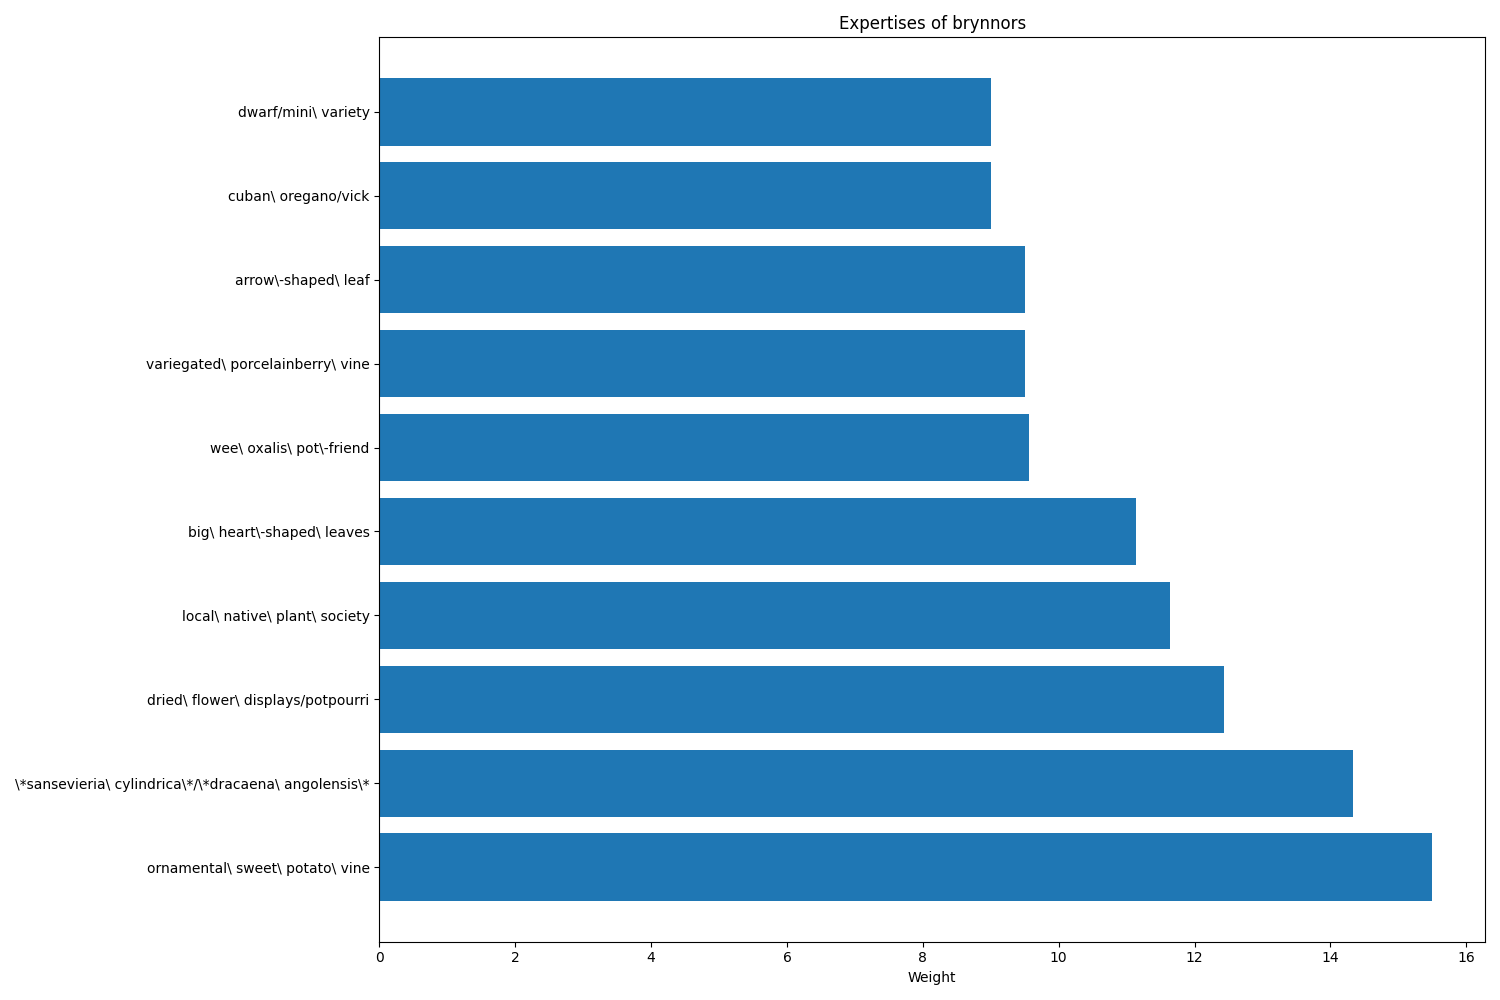 Expertises of brynnors
dwarf/mini\ variety
cuban\ oregano/vick
arrow\-shaped\ leaf
variegated\ porcelainberry\ vine
wee\ oxalis\ pot\-friend
big\ heart\-shaped\ leaves
local\ native\ plant\ society
dried\ flower\ displays/potpourri
\*sansevieria\ cylindrica\*/\*dracaena\ angolensis\*
ornamental\ sweet\ potato\ vine
0 2 4 6 8 10 12 14 16
Weight